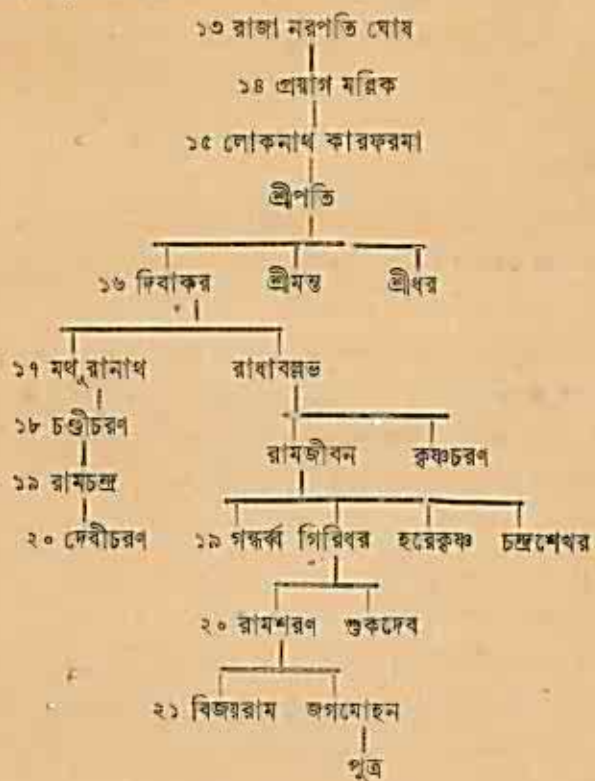 ১৩ রাজা নরপতি ঘোষ
১৪ প্রয়াগ মল্লিক
১৫ লোকনাথ কারফরমা
শ্রীপতি
১৬ দিবাকর শ্রীমন্ত শ্রীধর
১৭ মথুরানাথ রাধাবল্লভ
১৮ চণ্ডীচরণ
রামজীবন কৃষ্ণচরণ
১৯ রামচন্দ্র
২০ দেবীচরণ ১৯ গন্ধর্ব্ব গিরিধর হরেকৃষ্ণ চন্দ্রশেখর
২০ রামশরণ শুকদেব
২১ বিজয়রাম জগমোহন
পুত্র